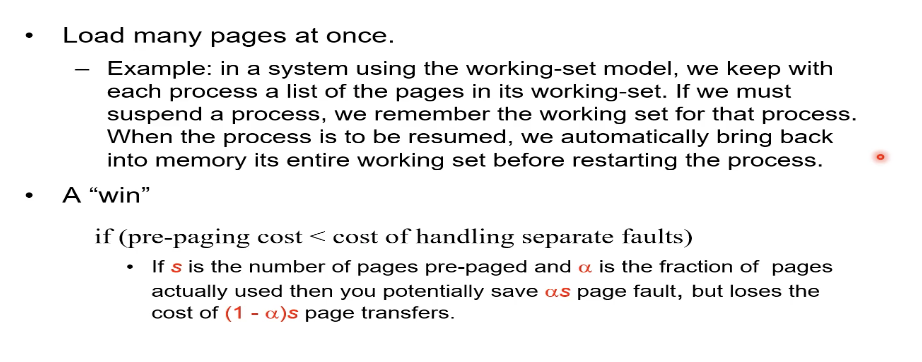 • Load many pages at once.
– Example: in a system using the working-set model, we keep with
each process a list of the pages in its working-set. If we must
suspend a process, we remember the working set for that process.
When the process is to be resumed, we automatically bring back
into memory its entire working set before restarting the process.
• A “win”
if (pre-paging cost < cost of handling separate faults)
• If s is the number of pages pre-paged and α is the fraction of pages
actually used then you potentially save αs page fault, but loses the
cost of (1 - α)s page transfers.